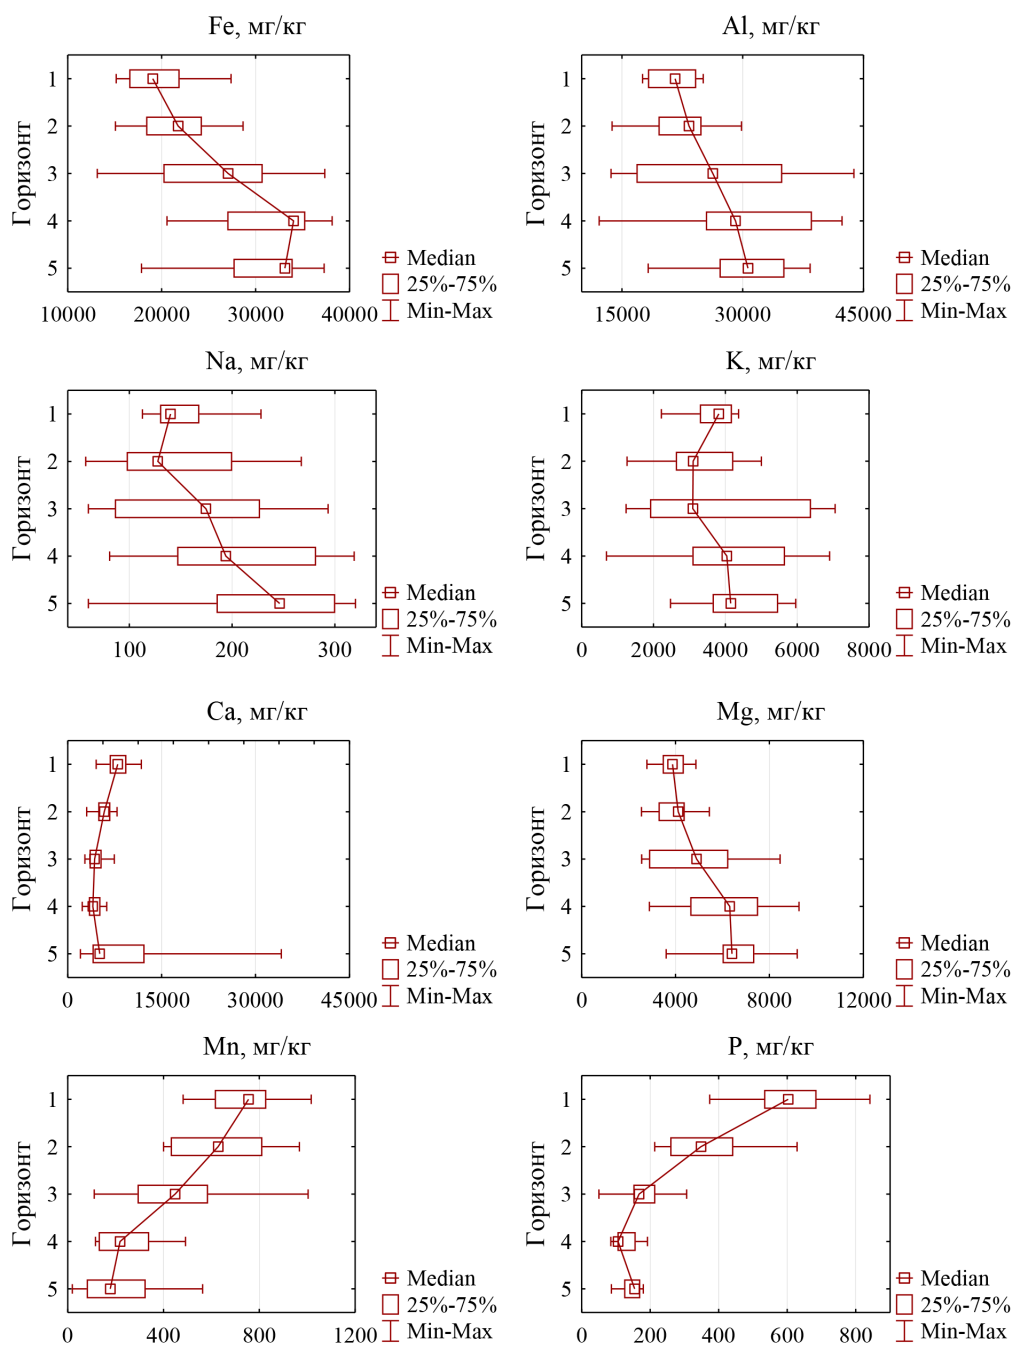 Fe, мг/кг
Горизонт
1
2
3
4
5
10000 20000 30000 40000
Median
25%-75%
Min-Max
Al, мг/кг
Горизонт
1
2
3
4
5
15000 30000 45000
Median
25%-75%
Min-Max
Na, мг/кг
Горизонт
1
2
3
4
5
100 200 300
Median
25%-75%
Min-Max
K, мг/кг
Горизонт
1
2
3
4
5
0 2000 4000 6000 8000
Median
25%-75%
Min-Max
Ca, мг/кг
Горизонт
1
2
3
4
5
0 15000 30000 45000
Median
25%-75%
Min-Max
Mg, мг/кг
Горизонт
1
2
3
4
5
0 4000 8000 12000
Median
25%-75%
Min-Max
Mn, мг/кг
Горизонт
1
2
3
4
5
0 400 800 1200
Median
25%-75%
Min-Max
P, мг/кг
Горизонт
1
2
3
4
5
0 200 400 600 800
Median
25%-75%
Min-Max